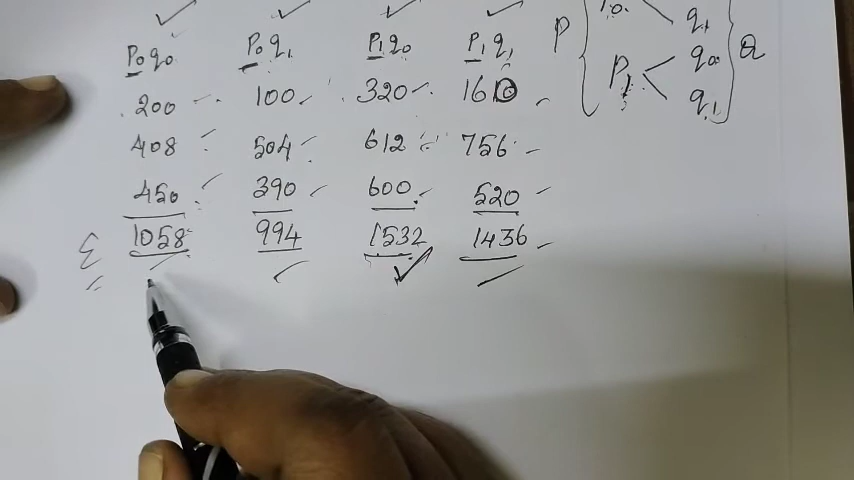 P₀q₀ P₀q₁ P₁q₀ P₁q₁
200 100 320 160
408 504 612 756
450 390 600 520
Σ 1058 994 1532 1436
q₁
P P₁ q₀ Q
q₁